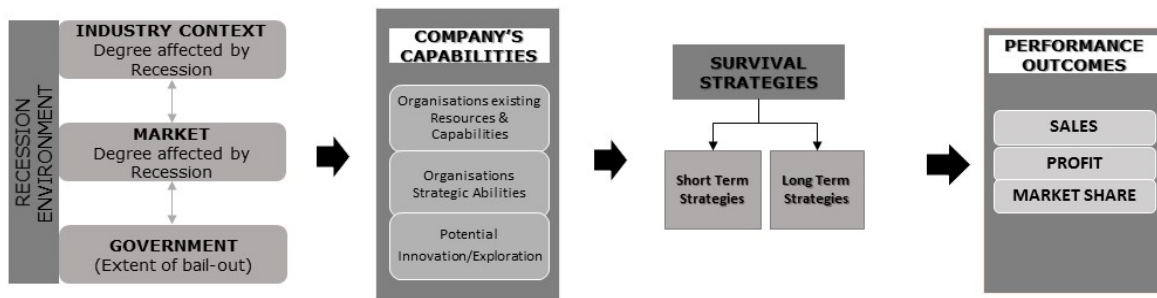 RECESSION
ENVIRONMENT
INDUSTRY CONTEXT
Degree affected by
Recession
MARKET
Degree affected by
Recession
GOVERNMENT
(Extent of bail-out)
COMPANY'S
CAPABILITIES
Organisations existing
Resources &
Capabilities
Organisations
Strategic Abilities
Potential
Innovation/Exploration
SURVIVAL
STRATEGIES
Short Term
Strategies
Long Term
Strategies
PERFORMANCE
OUTCOMES
SALES
PROFIT
MARKET SHARE